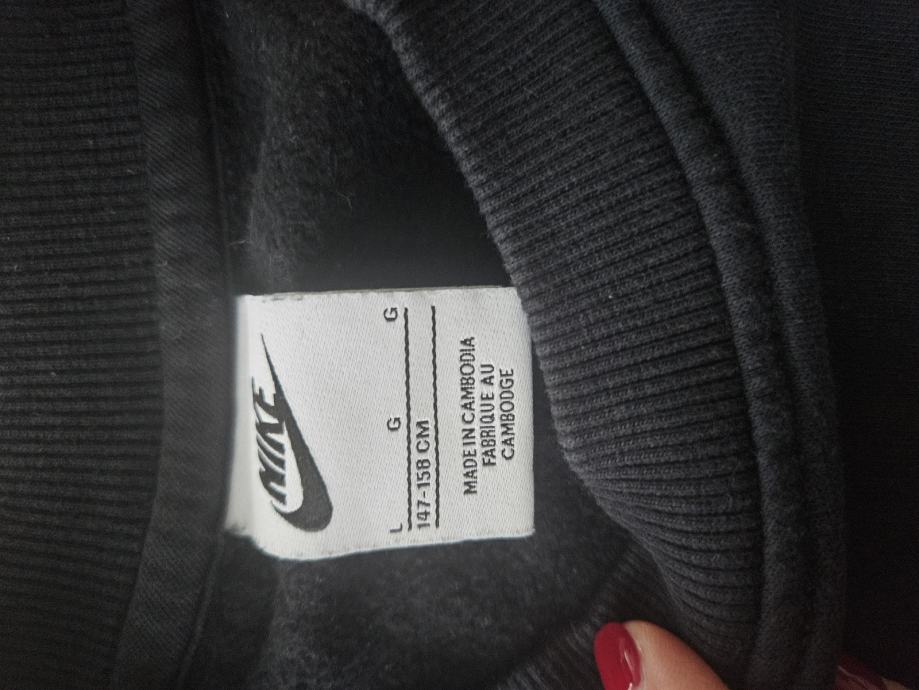 NIKE
L G G
147-158 CM
MADE IN CAMBODIA
FABRIQUE AU
CAMBODGE